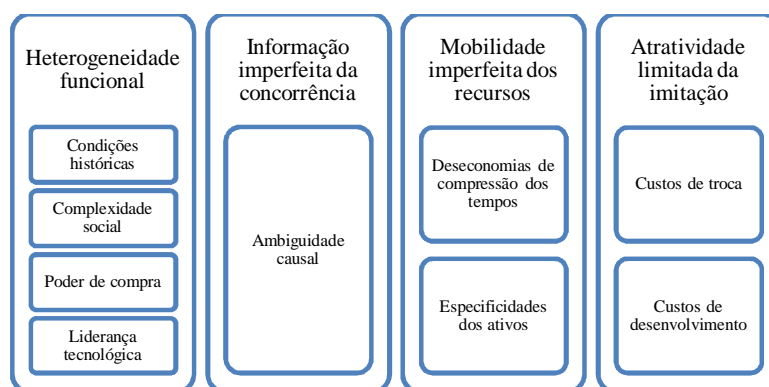 Heterogeneidade
funcional
Condições
históricas
Complexidade
social
Poder de compra
Liderança
tecnológica
Informação
imperfeita da
concorrência
Ambiguidade
causal
Mobilidade
imperfeita dos
recursos
Deseconomias de
compressão dos
tempos
Especificidades
dos ativos
Atratividade
limitada da
imitação
Custos de troca
Custos de
desenvolvimento